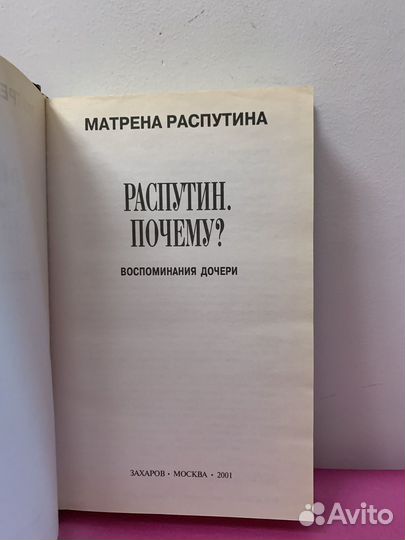 МАТРЕНА РАСПУТИНА
РАСПУТИН.
ПОЧЕМУ?
ВОСПОМИНАНИЯ ДОЧЕРИ
ЗАХАРОВ • МОСКВА • 2001
Avito